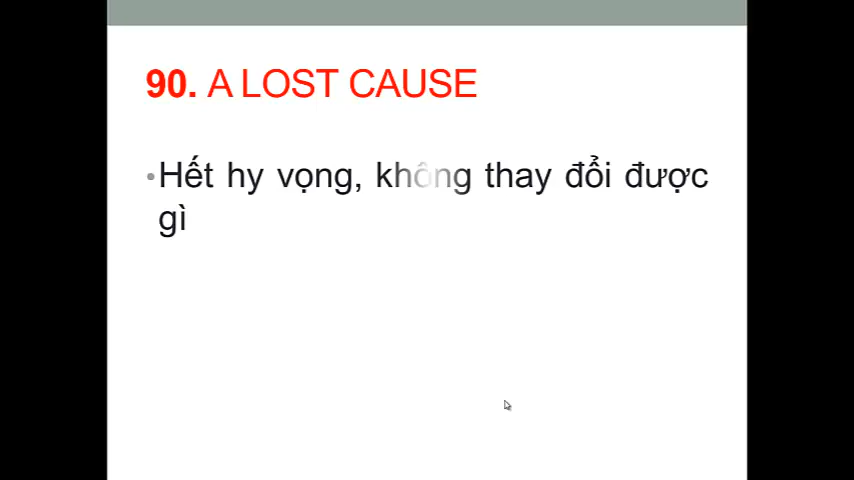 90. A LOST CAUSE
•Hết hy vọng, không thay đổi được
gì